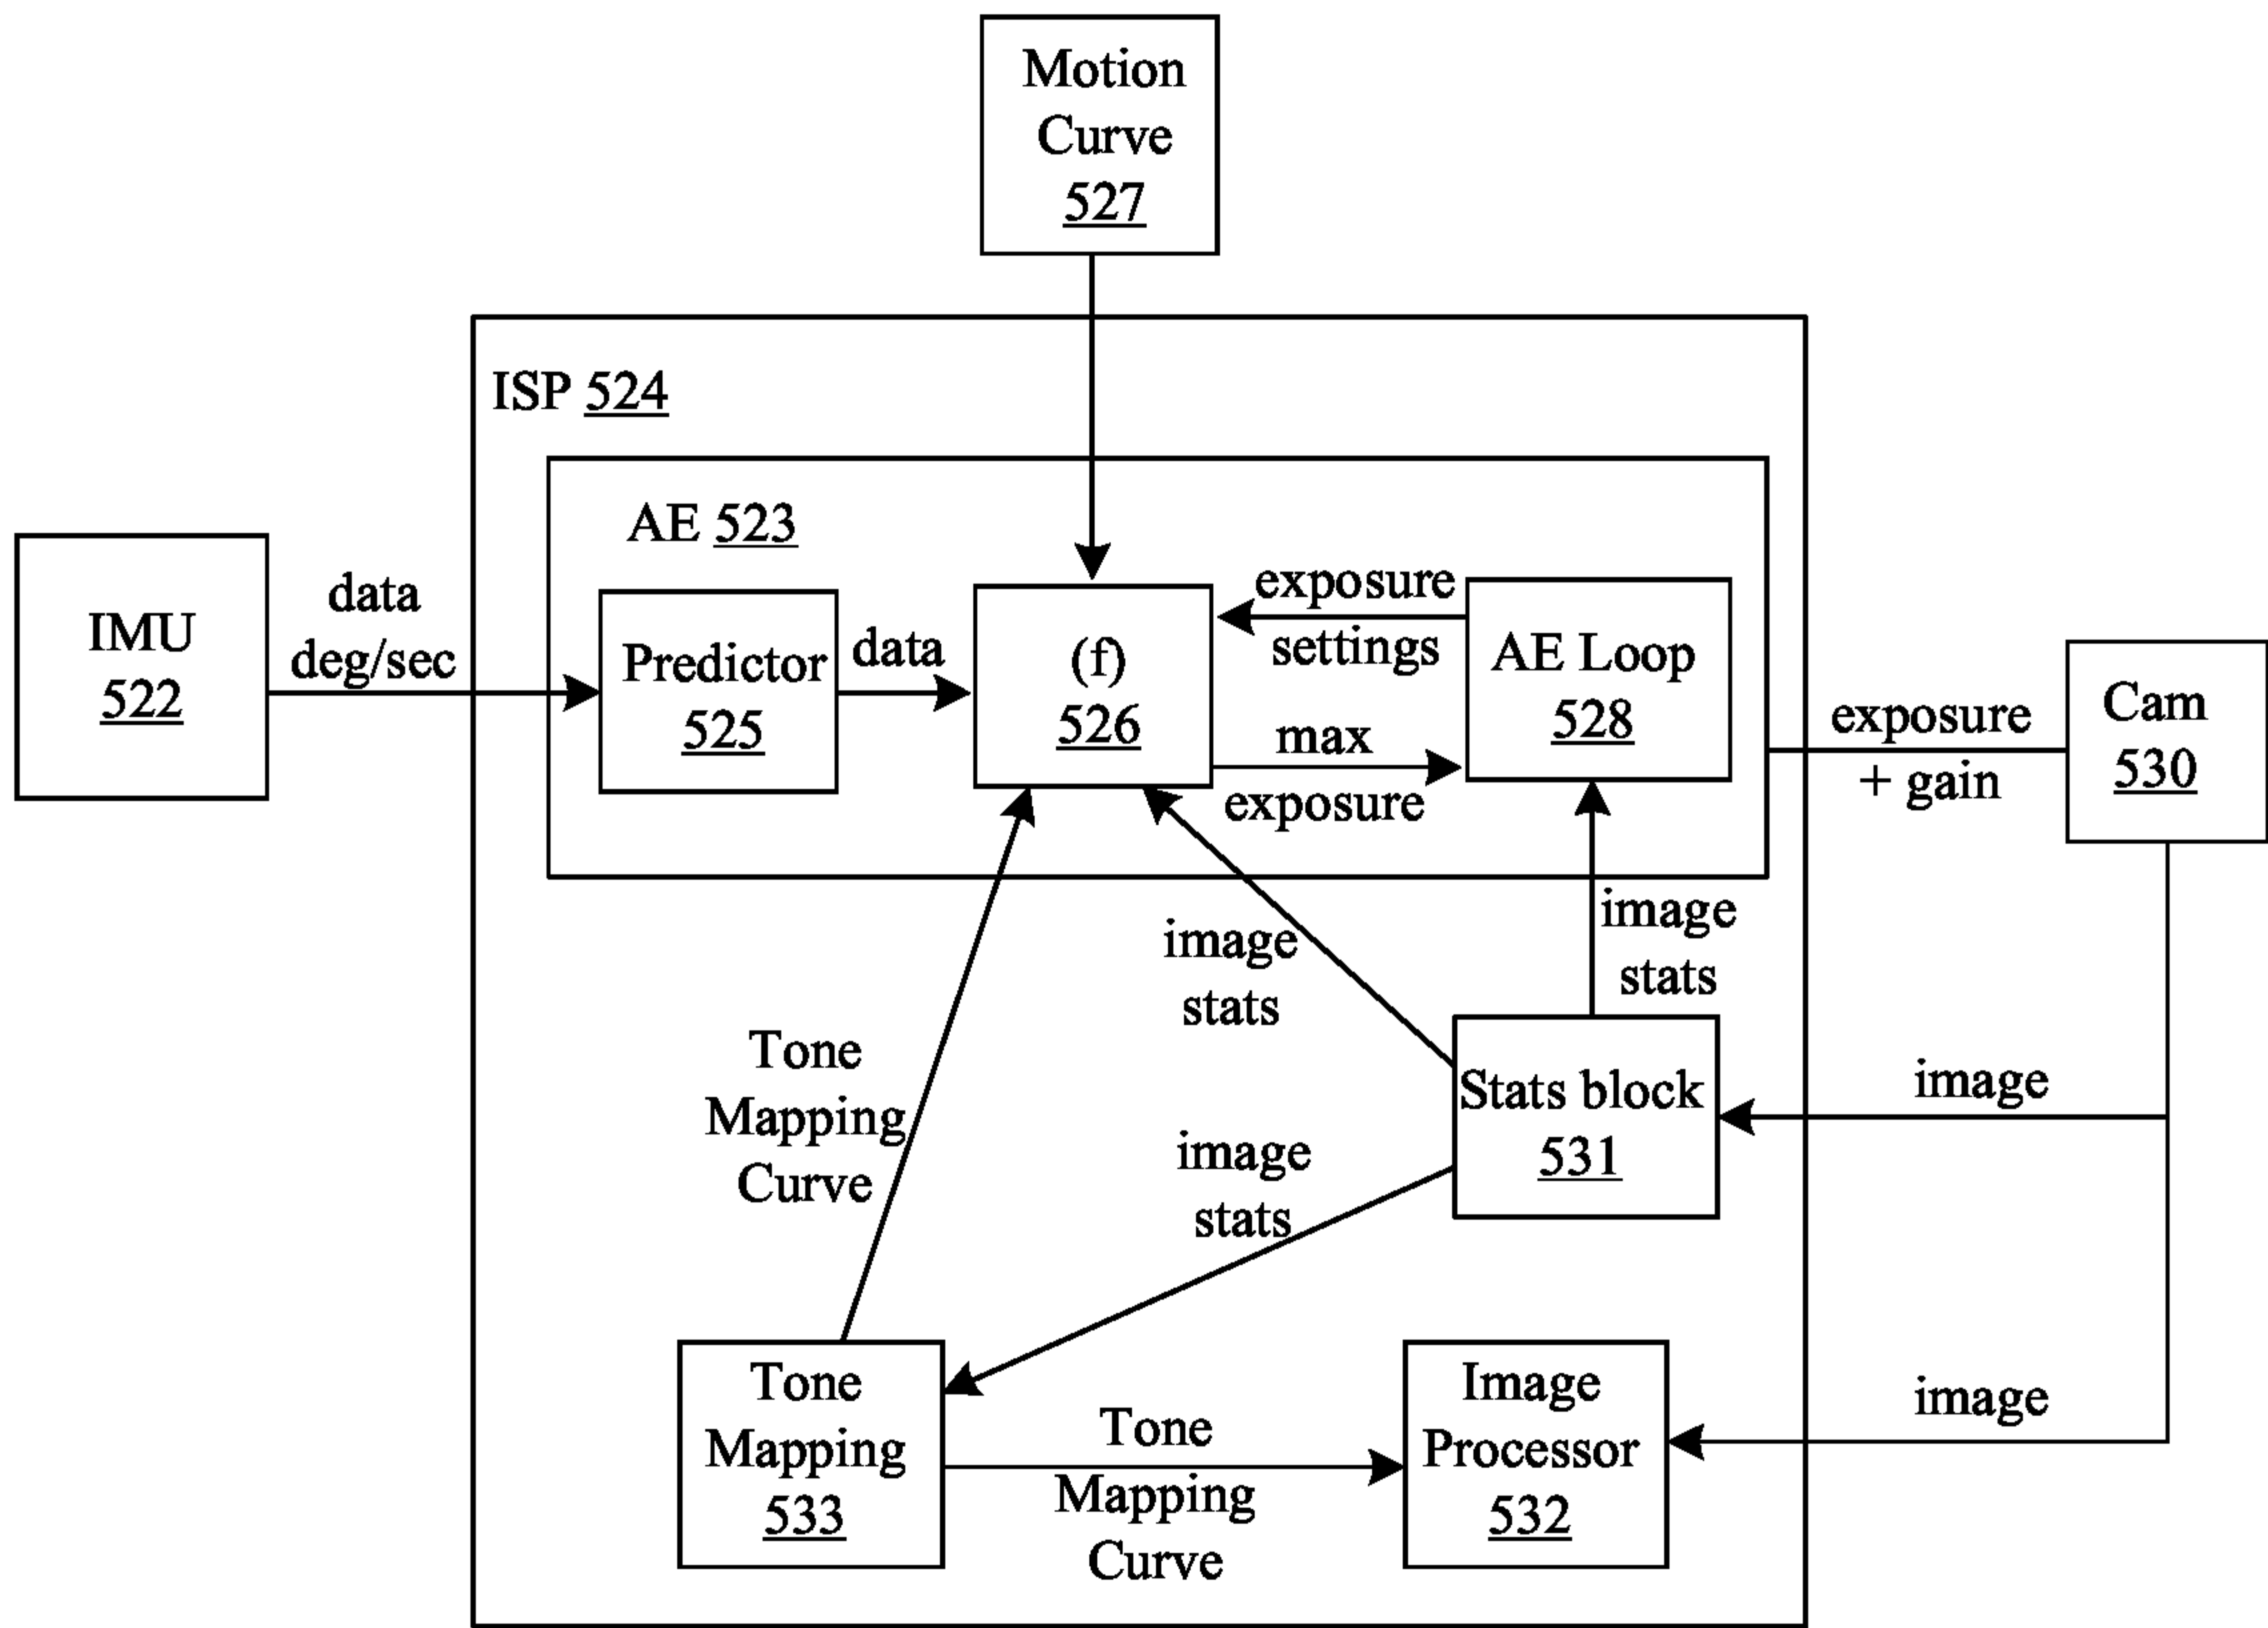 Motion
Curve
527
ISP 524
AE 523
IMU
522
data
deg/sec
Predictor
525
data
(f)
526
exposure
settings
max
exposure
AE Loop
528
exposure
+ gain
Cam
530
image
stats
image
stats
Tone
Mapping
Curve
image
stats
Stats block
531
image
Tone
Mapping
533
Tone
Mapping
Curve
Image
Processor
532
image